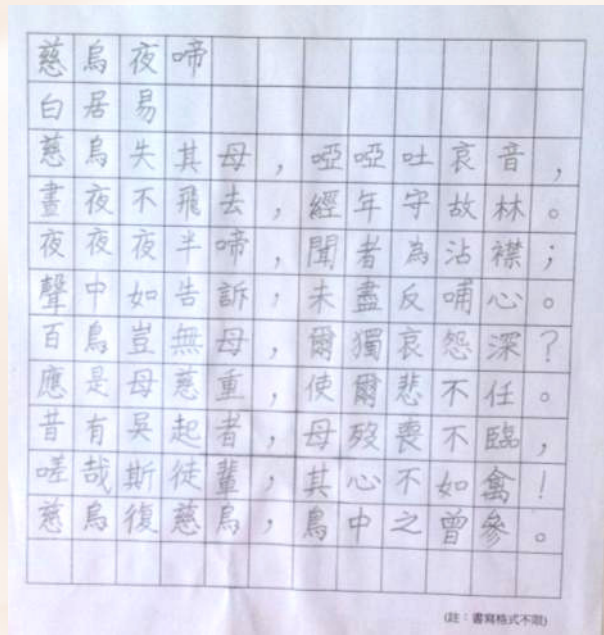 慈烏夜啼
白居易
慈烏失其母，啞啞吐哀音，
晝夜不飛去，經年守故林。
夜夜夜半啼，聞者為沾襟；
聲中如告訴，未盡反哺心。
百鳥豈無母，爾獨哀怨深？
應是母慈重，使爾悲不任。
昔有吳起者，母歿喪不臨，
嗟哉斯徒輩，其心不如禽！
慈烏復慈烏，鳥中之曾參。
(註：書寫格式不限)